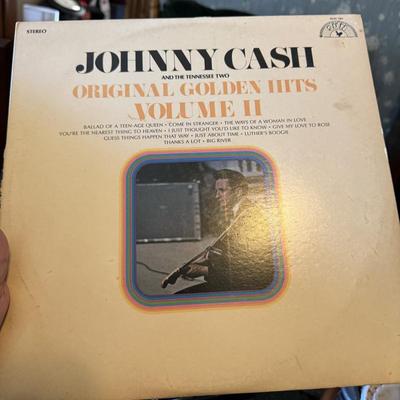 STEREO
SUN
JOHNNY CASH
AND THE TENNESSEE TWO
ORIGINAL GOLDEN HITS
VOLUME II
BALLAD OF A TEEN-AGE QUEEN • COME IN STRANGER • THE WAYS OF A WOMAN IN LOVE
YOU'RE THE NEAREST THING TO HEAVEN • I JUST THOUGHT YOU'D LIKE TO KNOW • GIVE MY LOVE TO ROSE
GUESS THINGS HAPPEN THAT WAY • JUST ABOUT TIME • LUTHER'S BOOGIE
THANKS A LOT • BIG RIVER